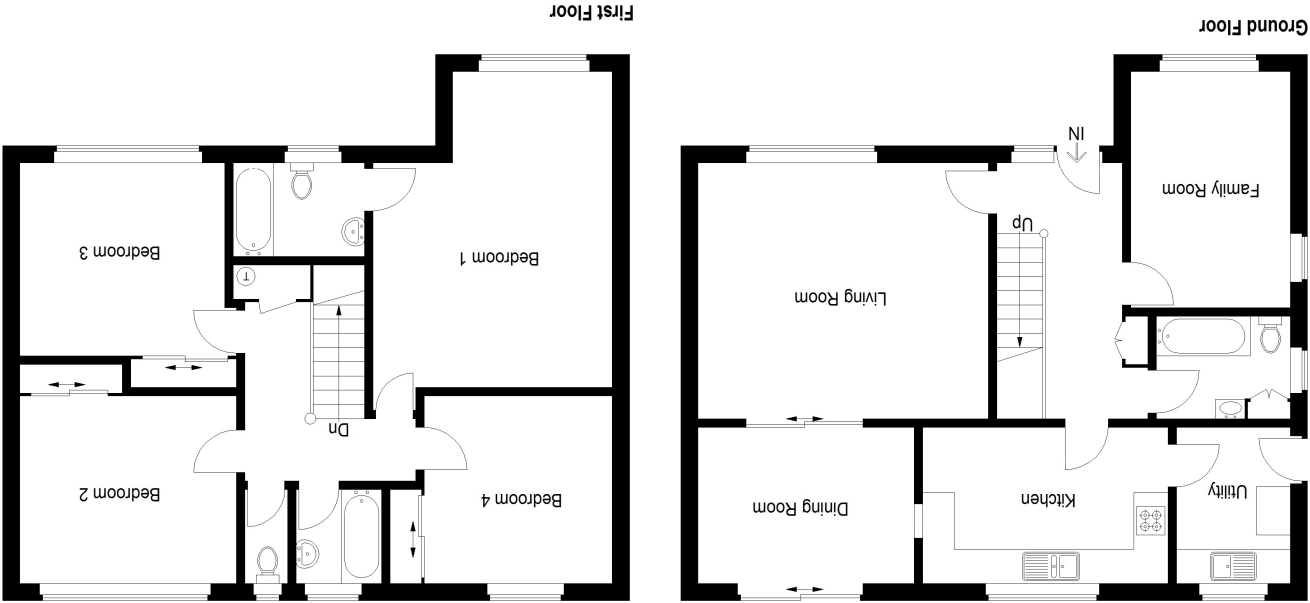 Ground Floor
Utility
Kitchen
Dining Room
Living Room
Up
Family Room
IN
First Floor
Bedroom 4
Bedroom 2
Dn
T
Bedroom 1
Bedroom 3